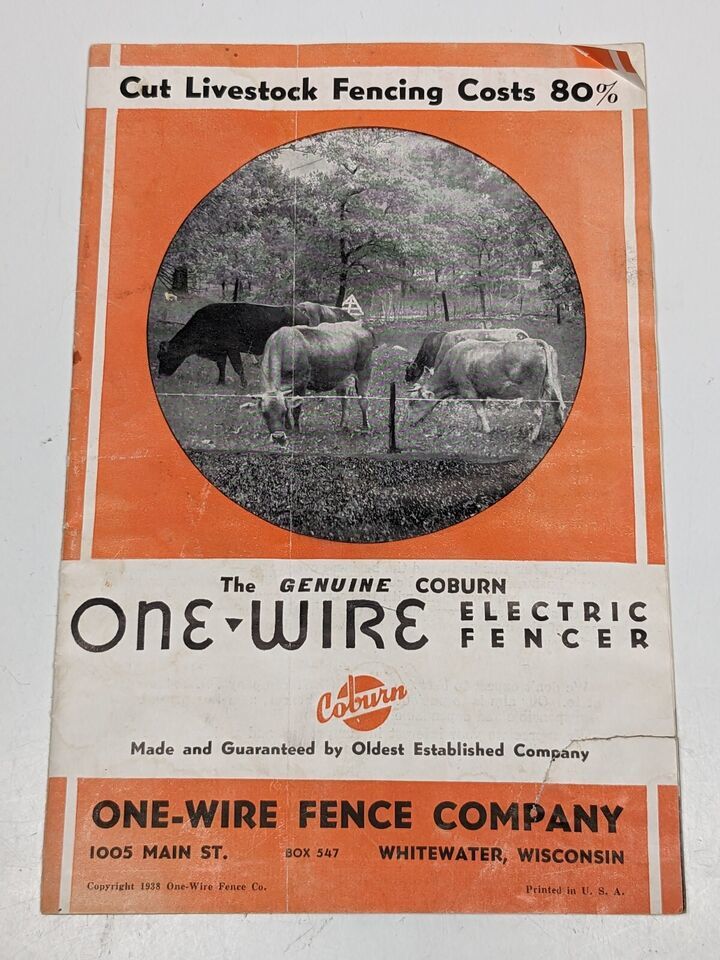 Cut Livestock Fencing Costs 80%
The GENUINE COBURN
ONE-WIRE ELECTRIC FENCER
Coburn
Made and Guaranteed by Oldest Established Company
ONE-WIRE FENCE COMPANY
1005 MAIN ST. BOX 547 WHITEWATER, WISCONSIN
Copyright 1938 One-Wire Fence Co. Printed in U. S. A.